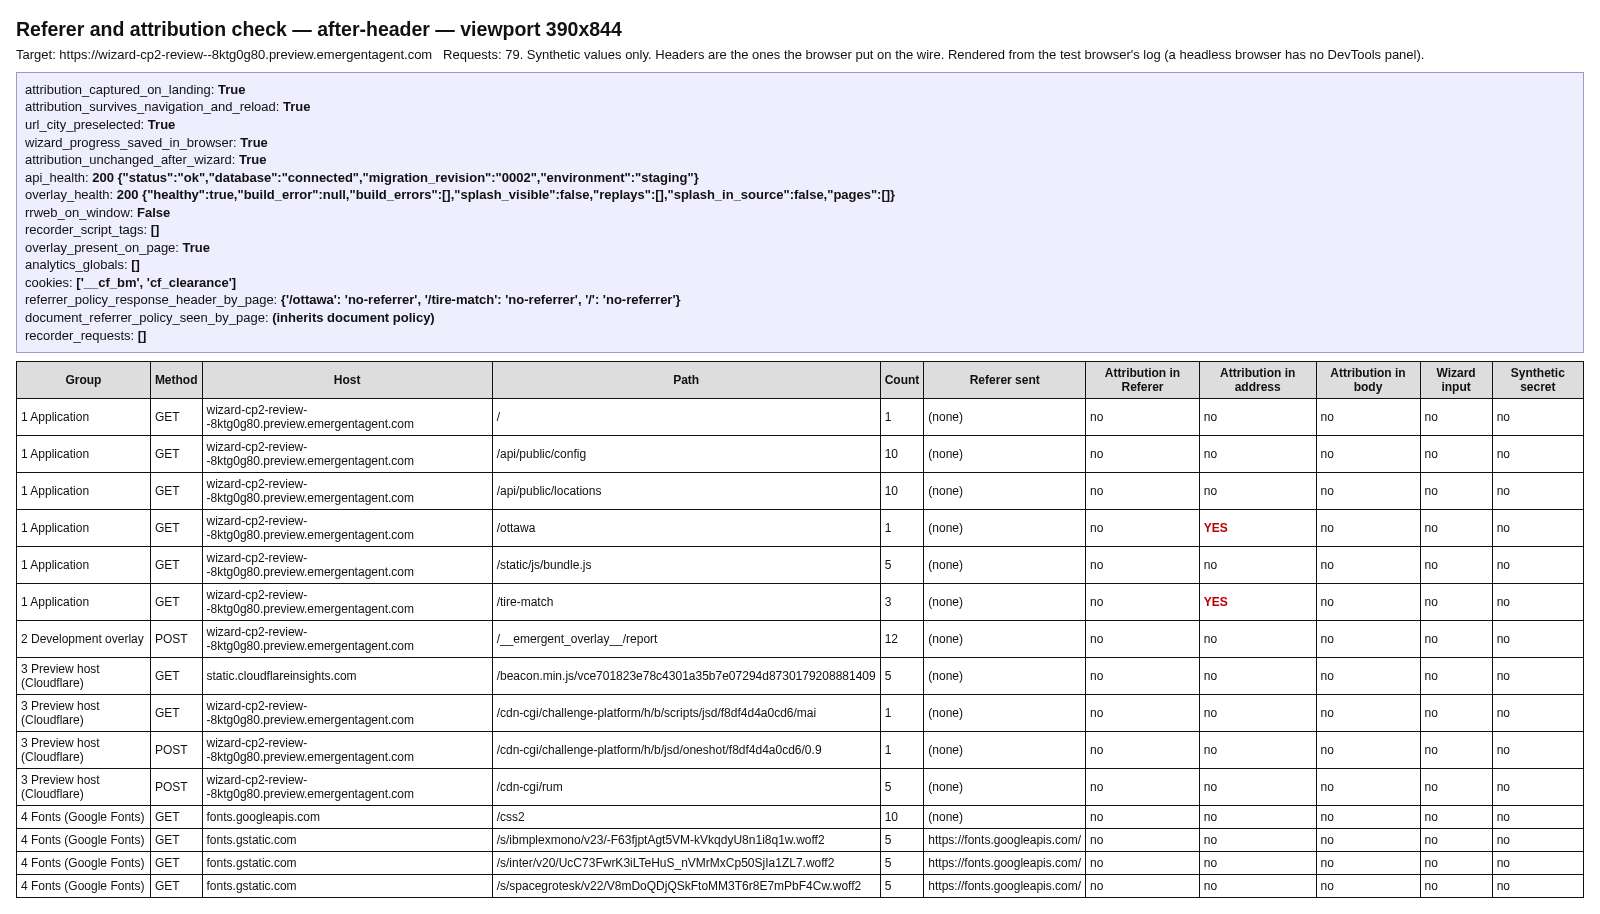 Referer and attribution check — after-header — viewport 390x844
Target: https://wizard-cp2-review--8ktg0g80.preview.emergentagent.com   Requests: 79. Synthetic values only. Headers are the ones the browser put on the wire. Rendered from the test browser's log (a headless browser has no DevTools panel).
attribution_captured_on_landing: True
attribution_survives_navigation_and_reload: True
url_city_preselected: True
wizard_progress_saved_in_browser: True
attribution_unchanged_after_wizard: True
api_health: 200 {"status":"ok","database":"connected","migration_revision":"0002","environment":"staging"}
overlay_health: 200 {"healthy":true,"build_error":null,"build_errors":[],"splash_visible":false,"replays":[],"splash_in_source":false,"pages":[]}
rrweb_on_window: False
recorder_script_tags: []
overlay_present_on_page: True
analytics_globals: []
cookies: ['__cf_bm', 'cf_clearance']
referrer_policy_response_header_by_page: {'/ottawa': 'no-referrer', '/tire-match': 'no-referrer', '/': 'no-referrer'}
document_referrer_policy_seen_by_page: (inherits document policy)
recorder_requests: []
Group Method Host Path Count Referer sent Attribution in Referer Attribution in address Attribution in body Wizard input Synthetic secret
1 Application GET wizard-cp2-review--8ktg0g80.preview.emergentagent.com / 1 (none) no no no no no
1 Application GET wizard-cp2-review--8ktg0g80.preview.emergentagent.com /api/public/config 10 (none) no no no no no
1 Application GET wizard-cp2-review--8ktg0g80.preview.emergentagent.com /api/public/locations 10 (none) no no no no no
1 Application GET wizard-cp2-review--8ktg0g80.preview.emergentagent.com /ottawa 1 (none) no YES no no no
1 Application GET wizard-cp2-review--8ktg0g80.preview.emergentagent.com /static/js/bundle.js 5 (none) no no no no no
1 Application GET wizard-cp2-review--8ktg0g80.preview.emergentagent.com /tire-match 3 (none) no YES no no no
2 Development overlay POST wizard-cp2-review--8ktg0g80.preview.emergentagent.com /__emergent_overlay__/report 12 (none) no no no no no
3 Preview host (Cloudflare) GET static.cloudflareinsights.com /beacon.min.js/vce701823e78c4301a35b7e07294d8730179208881409 5 (none) no no no no no
3 Preview host (Cloudflare) GET wizard-cp2-review--8ktg0g80.preview.emergentagent.com /cdn-cgi/challenge-platform/h/b/scripts/jsd/f8df4d4a0cd6/mai 1 (none) no no no no no
3 Preview host (Cloudflare) POST wizard-cp2-review--8ktg0g80.preview.emergentagent.com /cdn-cgi/challenge-platform/h/b/jsd/oneshot/f8df4d4a0cd6/0.9 1 (none) no no no no no
3 Preview host (Cloudflare) POST wizard-cp2-review--8ktg0g80.preview.emergentagent.com /cdn-cgi/rum 5 (none) no no no no no
4 Fonts (Google Fonts) GET fonts.googleapis.com /css2 10 (none) no no no no no
4 Fonts (Google Fonts) GET fonts.gstatic.com /s/ibmplexmono/v23/-F63fjptAgt5VM-kVkqdyU8n1i8q1w.woff2 5 https://fonts.googleapis.com/ no no no no no
4 Fonts (Google Fonts) GET fonts.gstatic.com /s/inter/v20/UcC73FwrK3iLTeHuS_nVMrMxCp50SjIa1ZL7.woff2 5 https://fonts.googleapis.com/ no no no no no
4 Fonts (Google Fonts) GET fonts.gstatic.com /s/spacegrotesk/v22/V8mDoQDjQSkFtoMM3T6r8E7mPbF4Cw.woff2 5 https://fonts.googleapis.com/ no no no no no